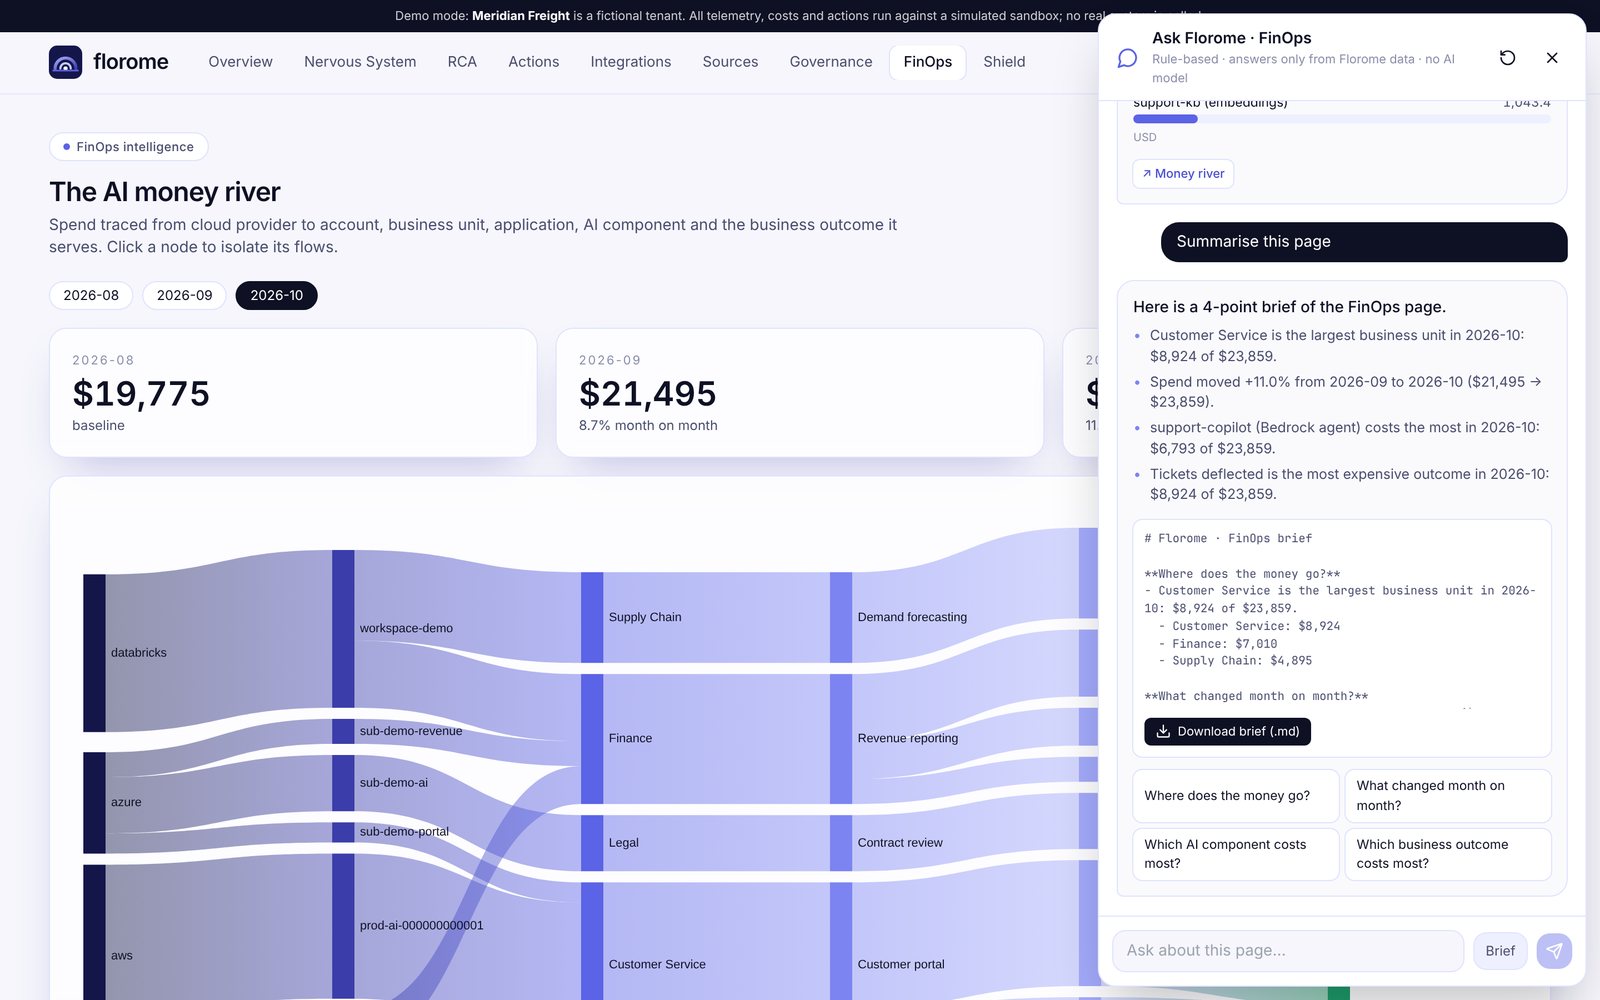 Demo mode: Meridian Freight is a fictional tenant. All telemetry, costs and actions run against a simulated sandbox; no real
florome
Overview
Nervous System
RCA
Actions
Integrations
Sources
Governance
FinOps
Shield
FinOps intelligence
The AI money river
Spend traced from cloud provider to account, business unit, application, AI component and the business outcome it
serves. Click a node to isolate its flows.
2026-08
2026-09
2026-10
2026-08
$19,775
baseline
2026-09
$21,495
8.7% month on month
20
$
11
databricks
azure
aws
workspace-demo
sub-demo-revenue
sub-demo-ai
sub-demo-portal
prod-ai-000000000001
Supply Chain
Finance
Legal
Customer Service
Demand forecasting
Revenue reporting
Contract review
Customer portal
Ask Florome · FinOps
Rule-based · answers only from Florome data · no AI
model
support-kb (embeddings) 1,043.4
USD
↗ Money river
Summarise this page
Here is a 4-point brief of the FinOps page.
• Customer Service is the largest business unit in 2026-10:
$8,924 of $23,859.
• Spend moved +11.0% from 2026-09 to 2026-10 ($21,495 →
$23,859).
• support-copilot (Bedrock agent) costs the most in 2026-10:
$6,793 of $23,859.
• Tickets deflected is the most expensive outcome in 2026-10:
$8,924 of $23,859.
# Florome · FinOps brief
**Where does the money go?**
- Customer Service is the largest business unit in 2026-
10: $8,924 of $23,859.
- Customer Service: $8,924
- Finance: $7,010
- Supply Chain: $4,895
**What changed month on month?**
Download brief (.md)
Where does the money go?
What changed month on
month?
Which AI component costs
most?
Which business outcome
costs most?
Ask about this page...
Brief